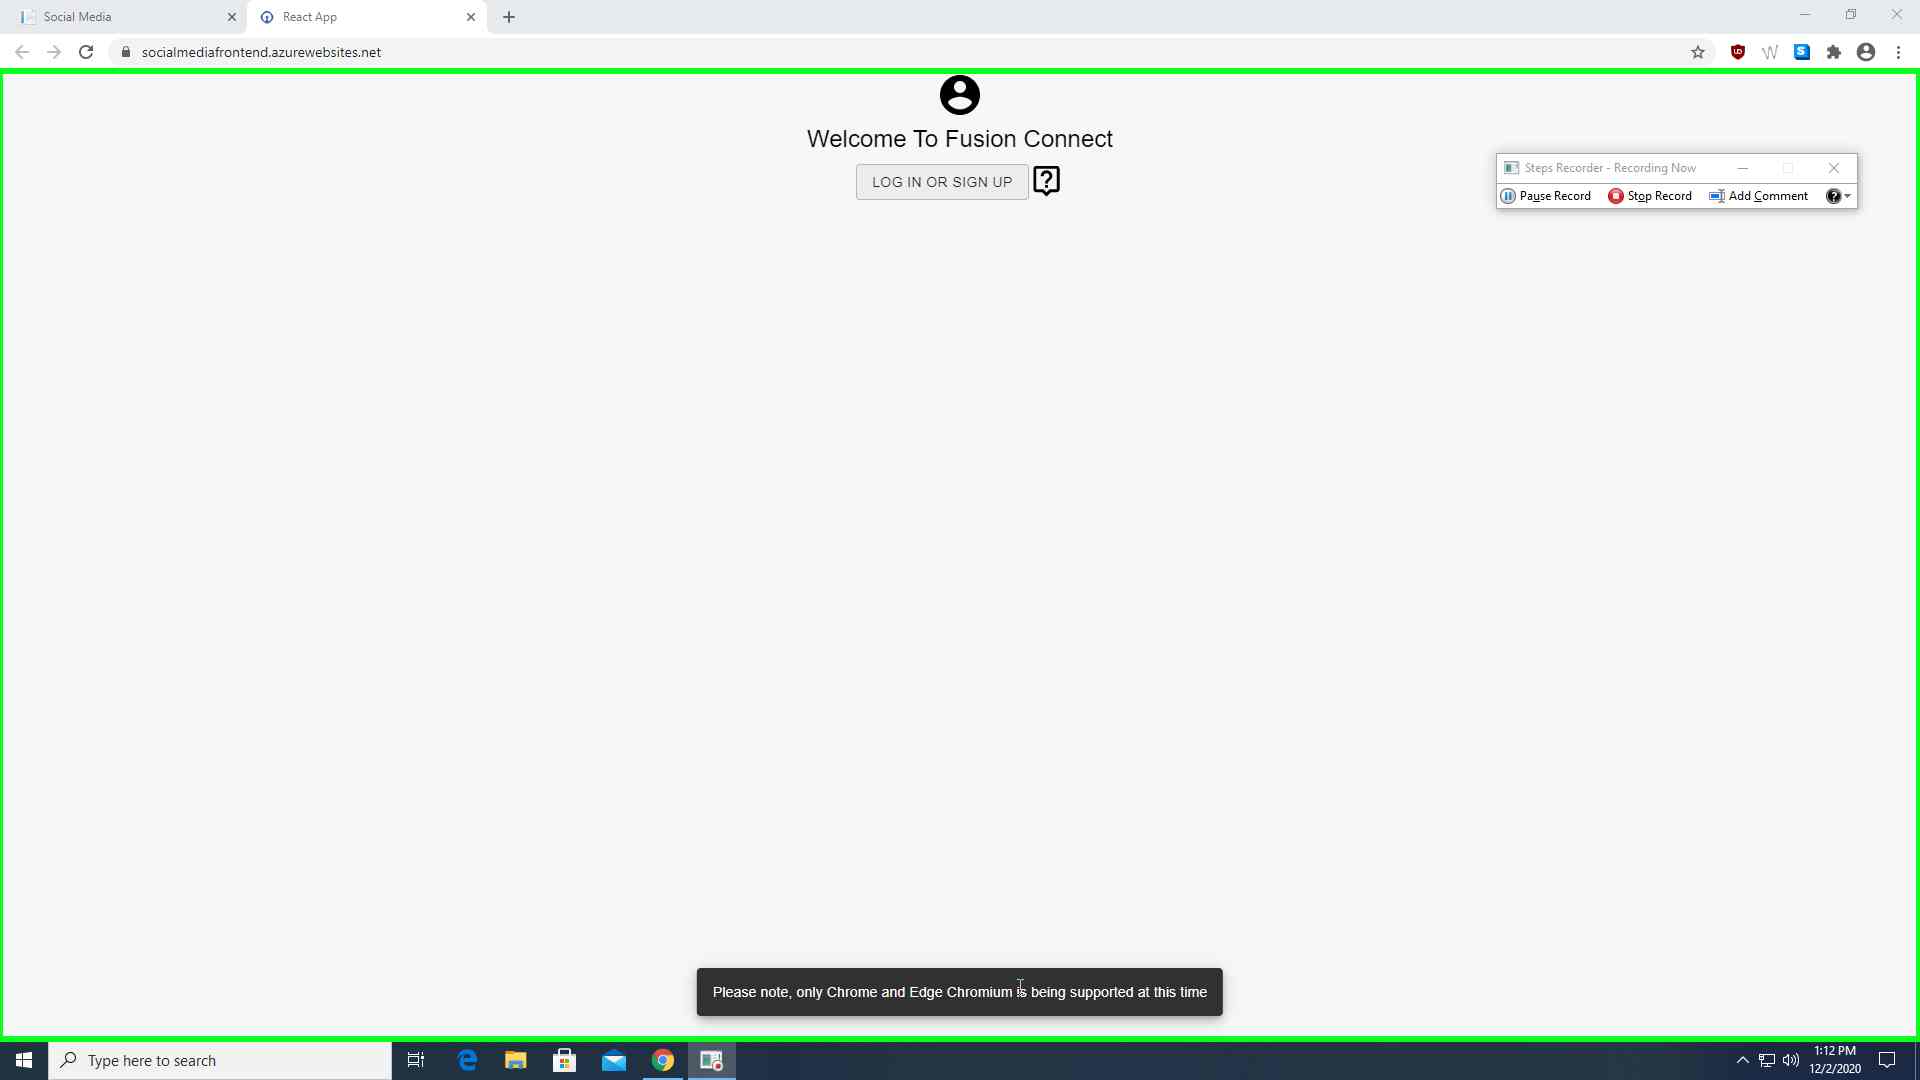 Social Media
React App
socialmediafrontend.azurewebsites.net
Welcome To Fusion Connect
LOG IN OR SIGN UP
Steps Recorder - Recording Now
Pause Record Stop Record Add Comment
Please note, only Chrome and Edge Chromium is being supported at this time
Type here to search
1:12 PM
12/2/2020